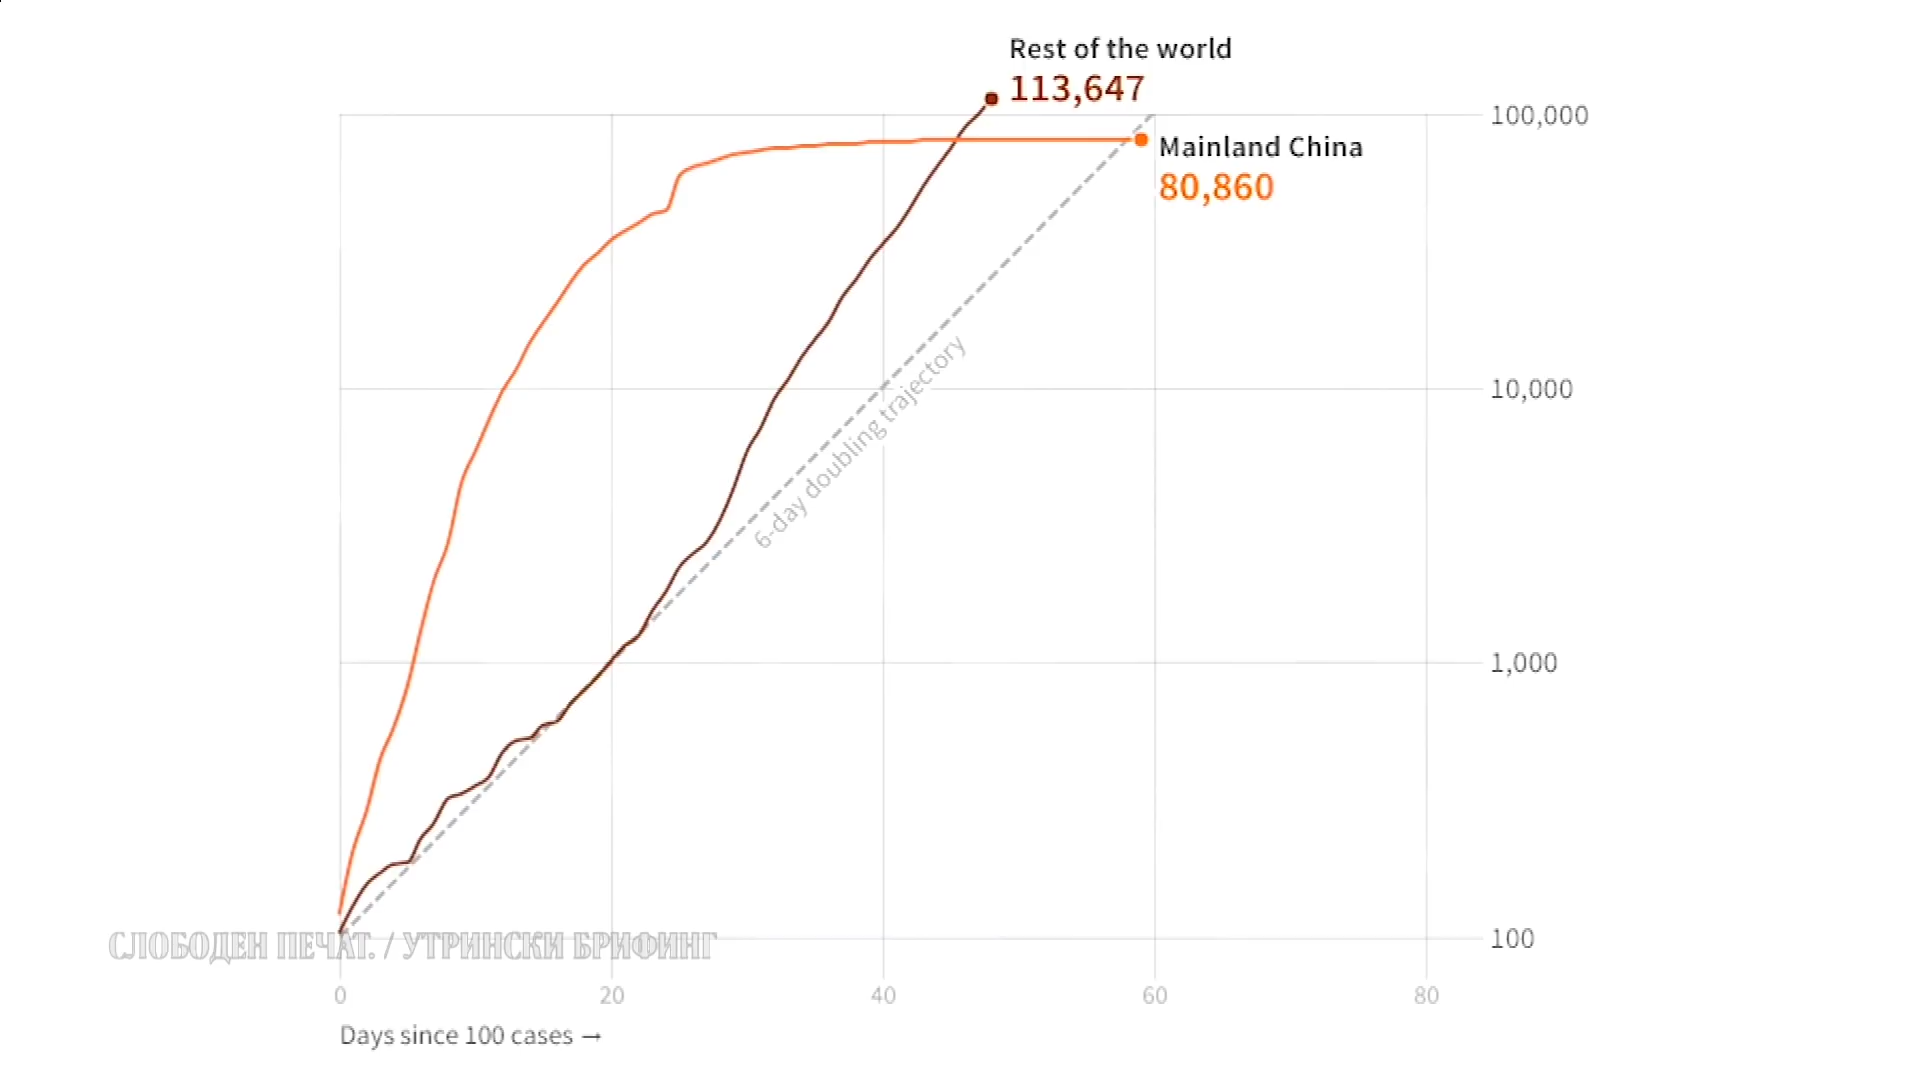 Rest of the world
113,647
100,000
Mainland China
80,860
6-day doubling trajectory
10,000
1,000
СЛОБОДЕН ПЕЧАТ. / УТРИНСКИ БРИФИНГ
100
0 20 40 60 80
Days since 100 cases →